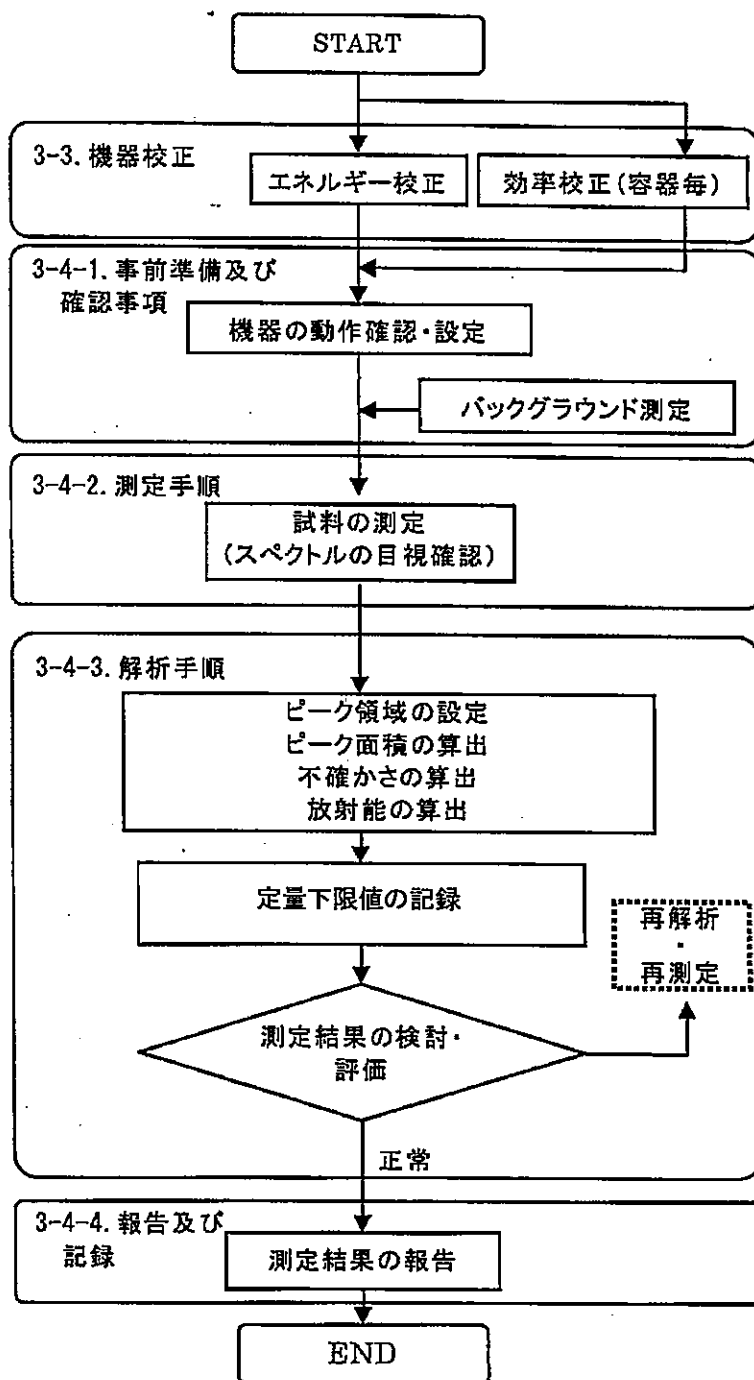 START
3-3. 機器校正
エネルギー校正
効率校正(容器毎)
3-4-1. 事前準備及び
確認事項
機器の動作確認・設定
バックグラウンド測定
3-4-2. 測定手順
試料の測定
(スペクトルの目視確認)
3-4-3. 解析手順
ピーク領域の設定
ピーク面積の算出
不確かさの算出
放射能の算出
定量下限値の記録
再解析
・
再測定
測定結果の検討・
評価
正常
3-4-4. 報告及び
記録
測定結果の報告
END